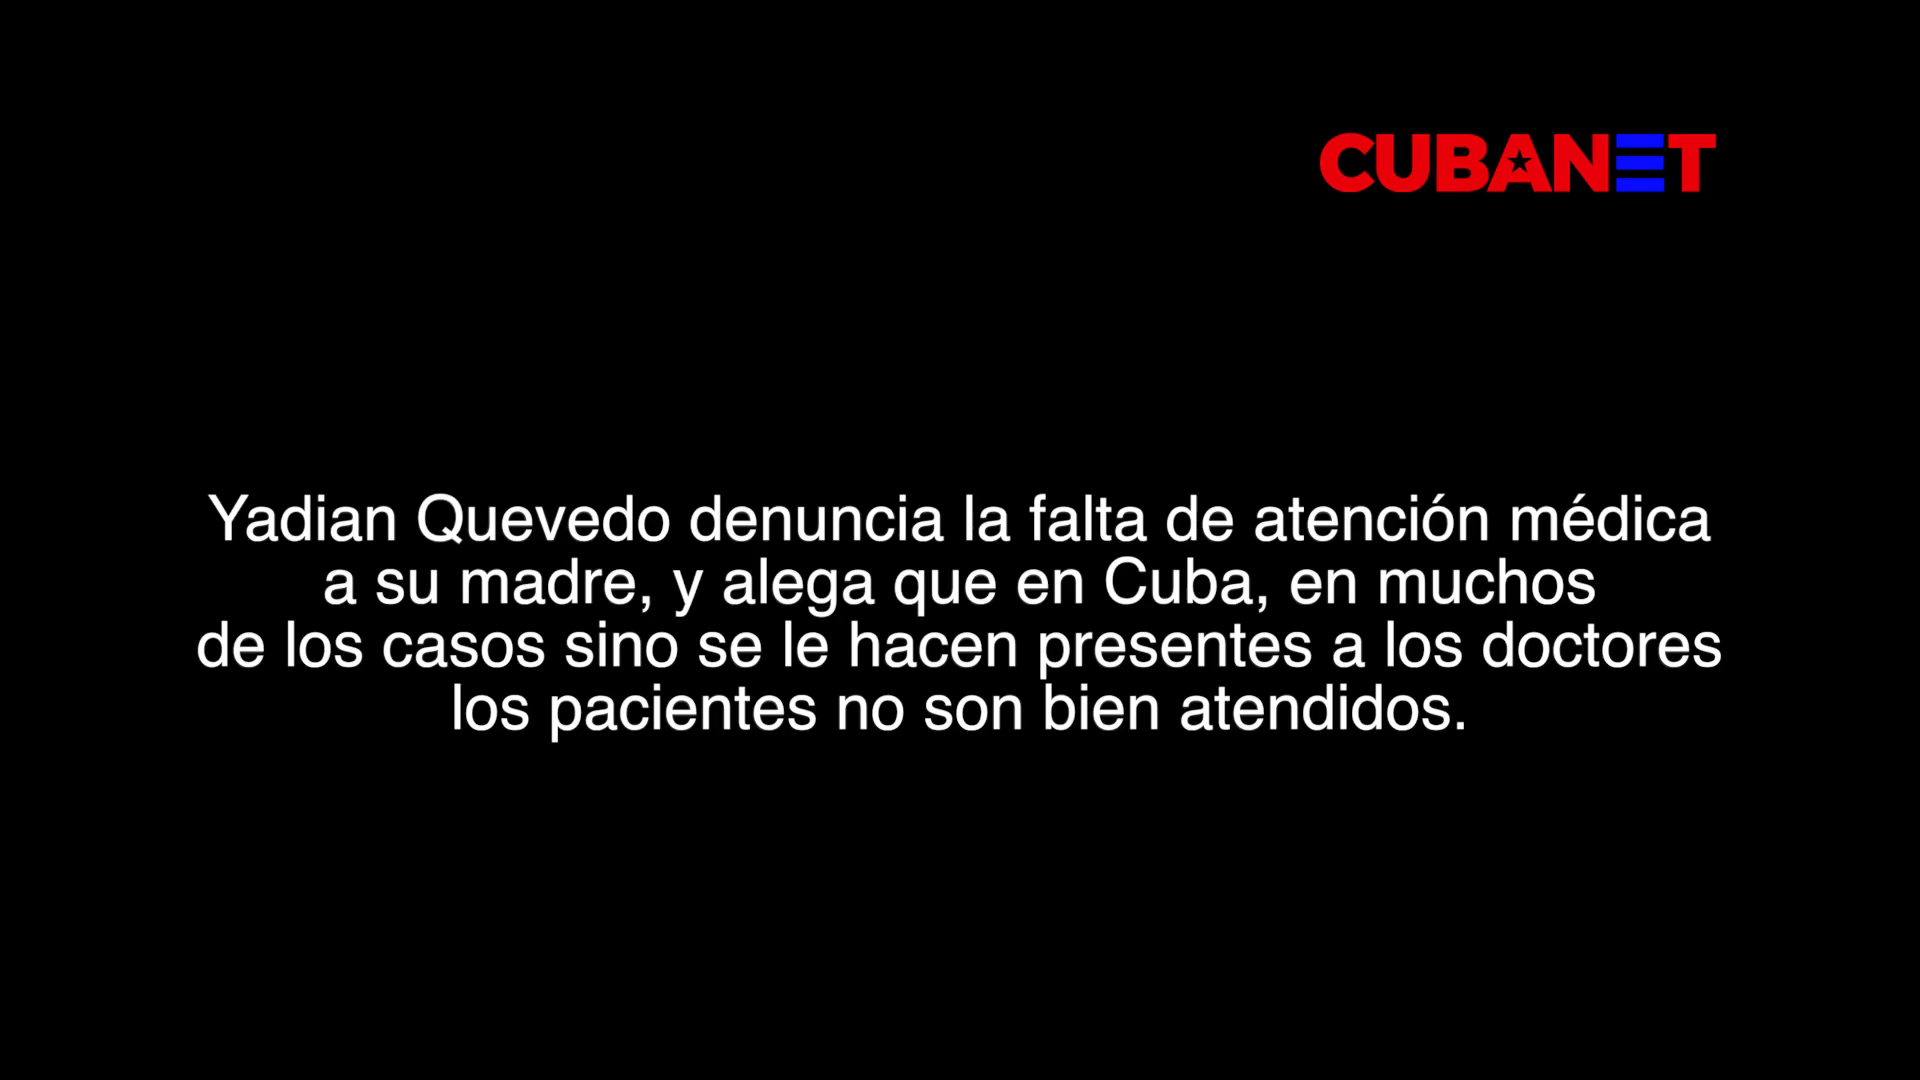 CUBANET
Yadian Quevedo denuncia la falta de atención médica
a su madre, y alega que en Cuba, en muchos
de los casos sino se le hacen presentes a los doctores
los pacientes no son bien atendidos.